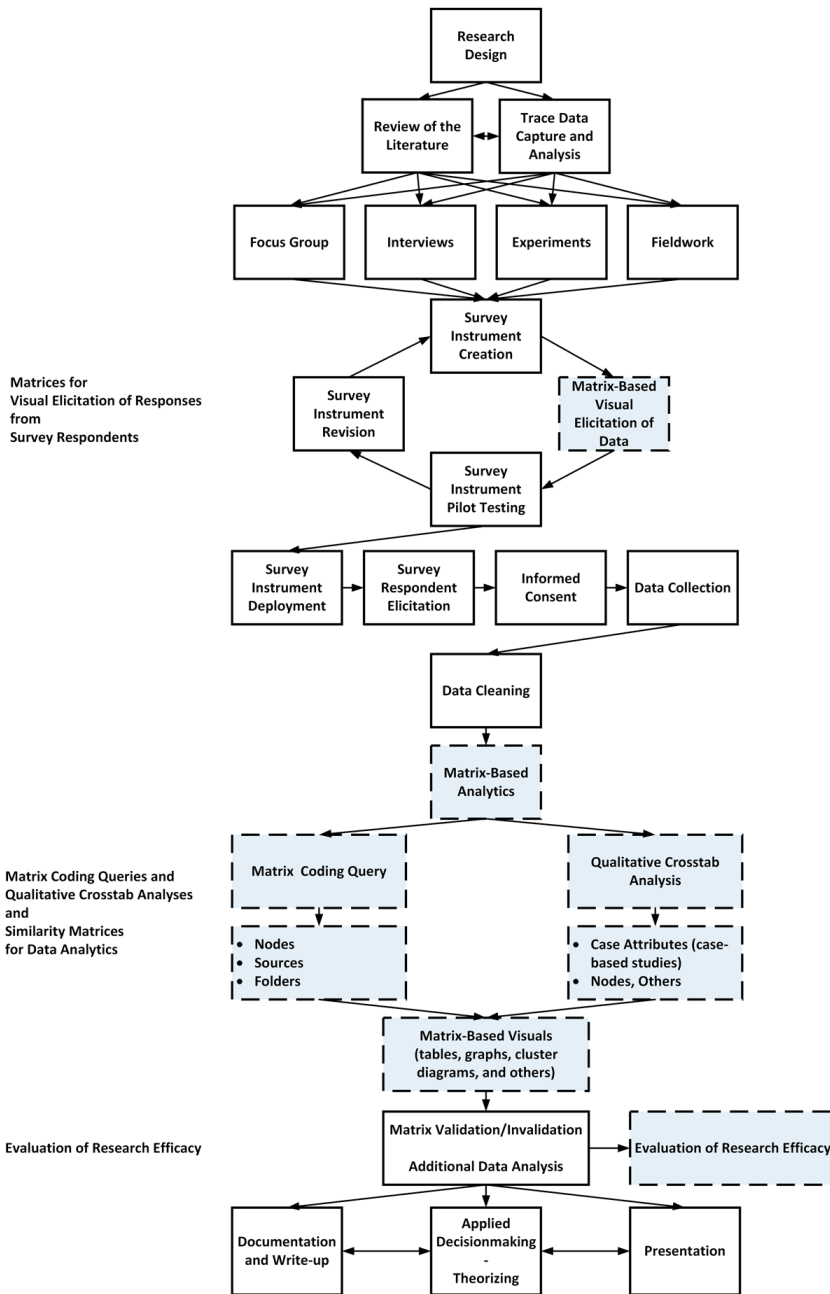 Research
Design
Review of the
Literature
Trace Data
Capture and
Analysis
Focus Group
Interviews
Experiments
Fieldwork
Survey
Instrument
Creation
Matrices for
Visual Elicitation of Responses
from
Survey Respondents
Survey
Instrument
Revision
Matrix-Based
Visual
Elicitation of
Data
Survey
Instrument
Pilot Testing
Survey
Instrument
Deployment
Survey
Respondent
Elicitation
Informed
Consent
Data Collection
Data Cleaning
Matrix-Based
Analytics
Matrix Coding Queries and
Qualitative Crosstab Analyses
and
Similarity Matrices
for Data Analytics
Matrix  Coding Query
Qualitative Crosstab
Analysis
• Nodes
• Sources
• Folders
• Case Attributes (case-
based studies)
• Nodes, Others
Matrix-Based Visuals
(tables, graphs, cluster
diagrams, and others)
Evaluation of Research Efficacy
Matrix Validation/Invalidation
Additional Data Analysis
Evaluation of Research Efficacy
Documentation
and Write-up
Applied
Decisionmaking
-
Theorizing
Presentation